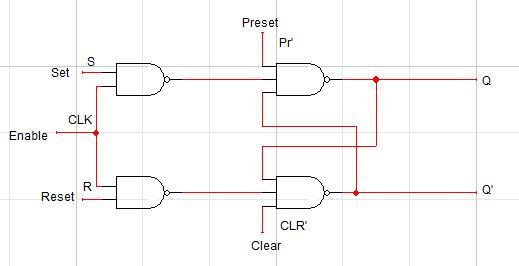 Preset
Pr'
S
Set
Q
CLK
Enable
R
Reset
Q'
CLR'
Clear